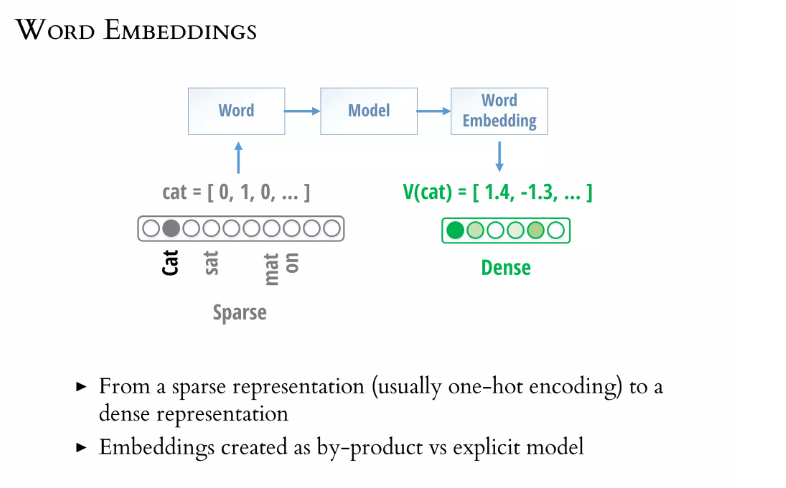 WORD EMBEDDINGS
Word
Model
Word
Embedding
cat = [ 0, 1, 0, ... ]
V(cat) = [ 1.4, -1.3, ... ]
Cat
sat
mat
on
Dense
Sparse
► From a sparse representation (usually one-hot encoding) to a
dense representation
► Embeddings created as by-product vs explicit model